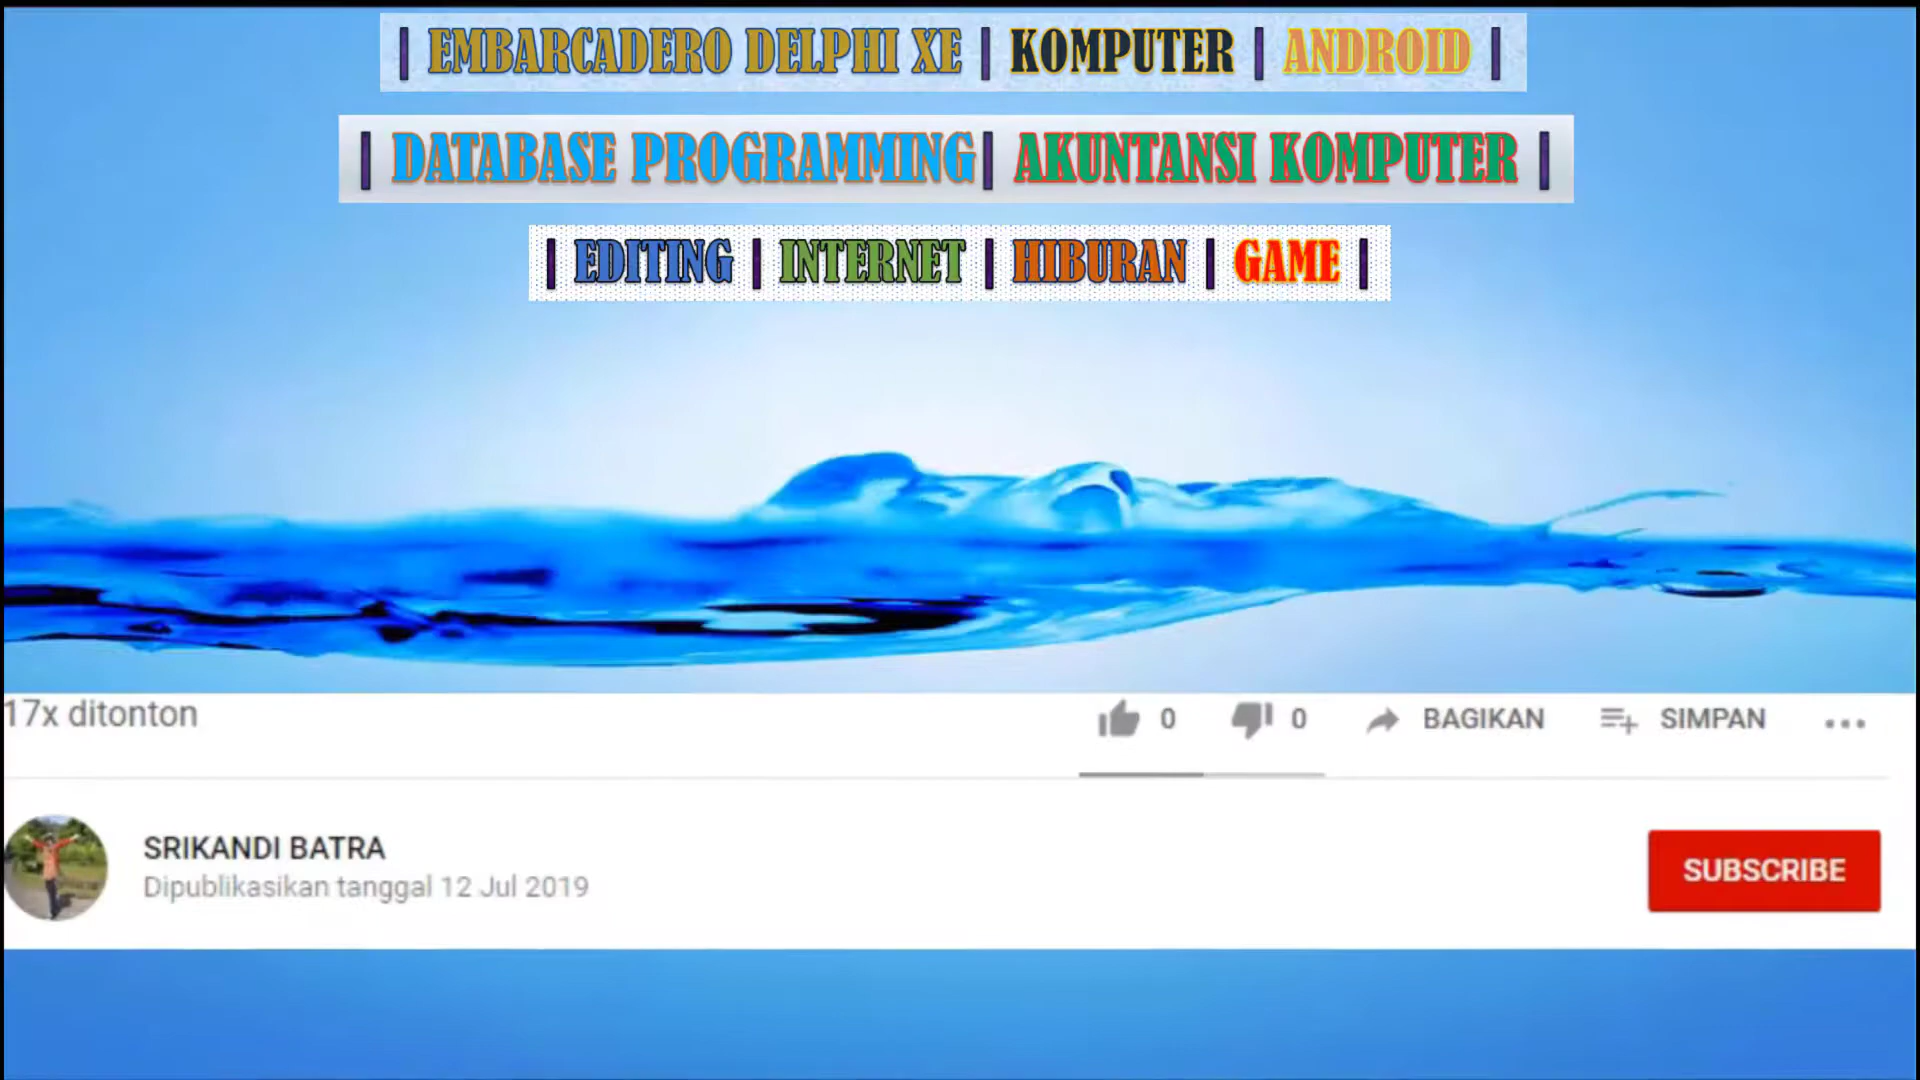 | EMBARCADERO DELPHI XE | KOMPUTER | ANDROID |
| DATABASE PROGRAMMING | AKUNTANSI KOMPUTER |
| EDITING | INTERNET | HIBURAN | GAME |
17x ditonton 0 0 BAGIKAN SIMPAN ...
SRIKANDI BATRA
Dipublikasikan tanggal 12 Jul 2019
SUBSCRIBE